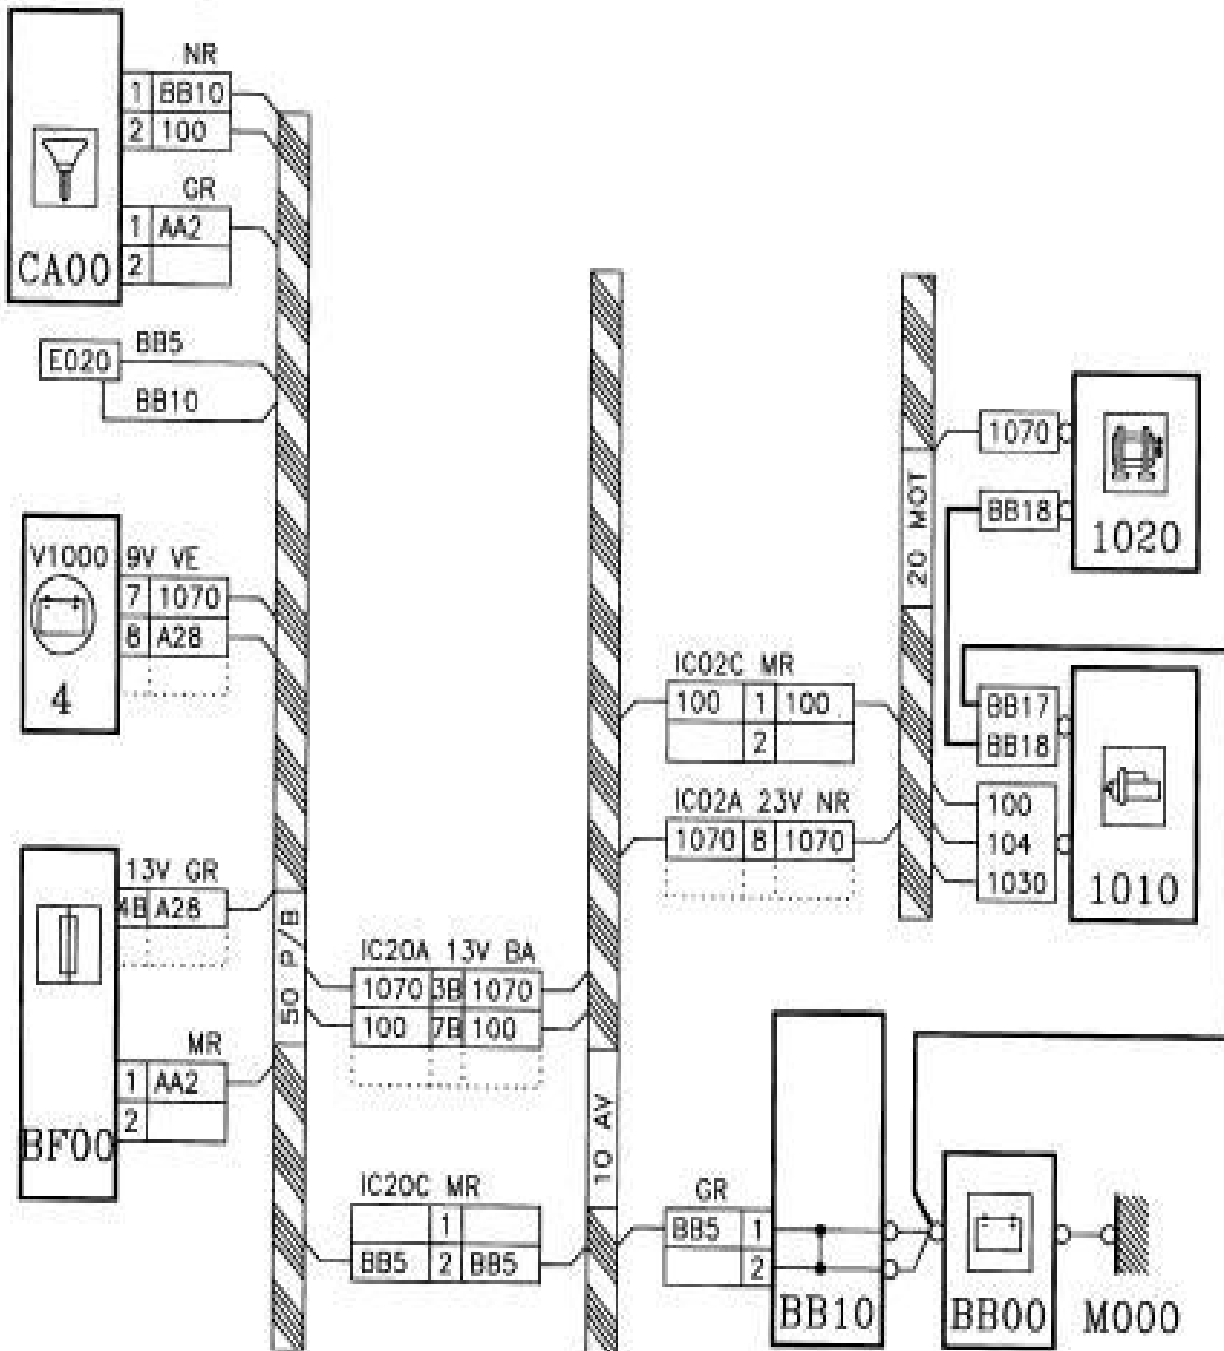 NR
1 BB10
2 100
GR
1 AA2
2
CA00
E020
BB5
BB10
V1000
9V VE
7 1070
8 A28
4
13V GR
4B A28
MR
1 AA2
2
BF00
50 P/B
IC20A 13V BA
1070 3B 1070
100 7B 100
IC20C MR
1
BB5 2 BB5
10 AV
IC02C MR
100 1 100
2
IC02A 23V NR
1070 8 1070
20 MOT
1070
BB18
1020
BB17
BB18
100
104
1030
1010
GR
BB5 1
2
BB10
BB00
M000